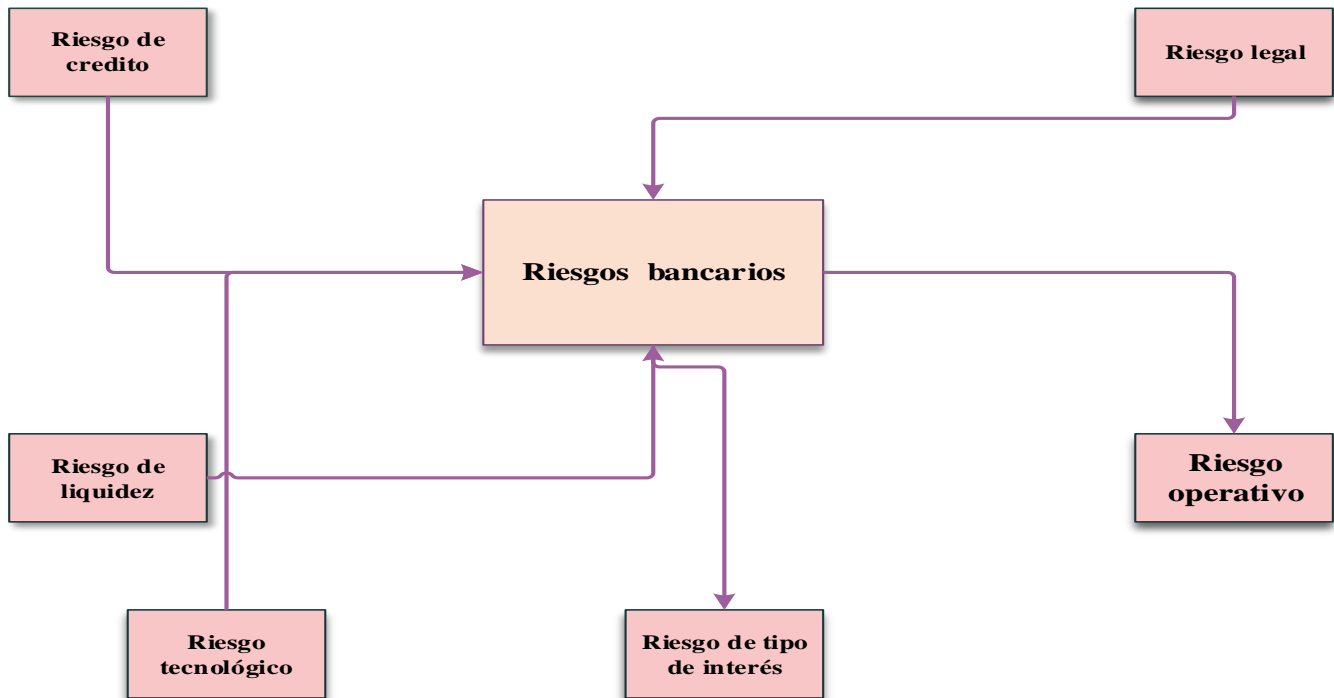 Riesgo de
credito
Riesgo legal
Riesgos bancarios
Riesgo de
liquidez
Riesgo
operativo
Riesgo
tecnológico
Riesgo de tipo
de interés